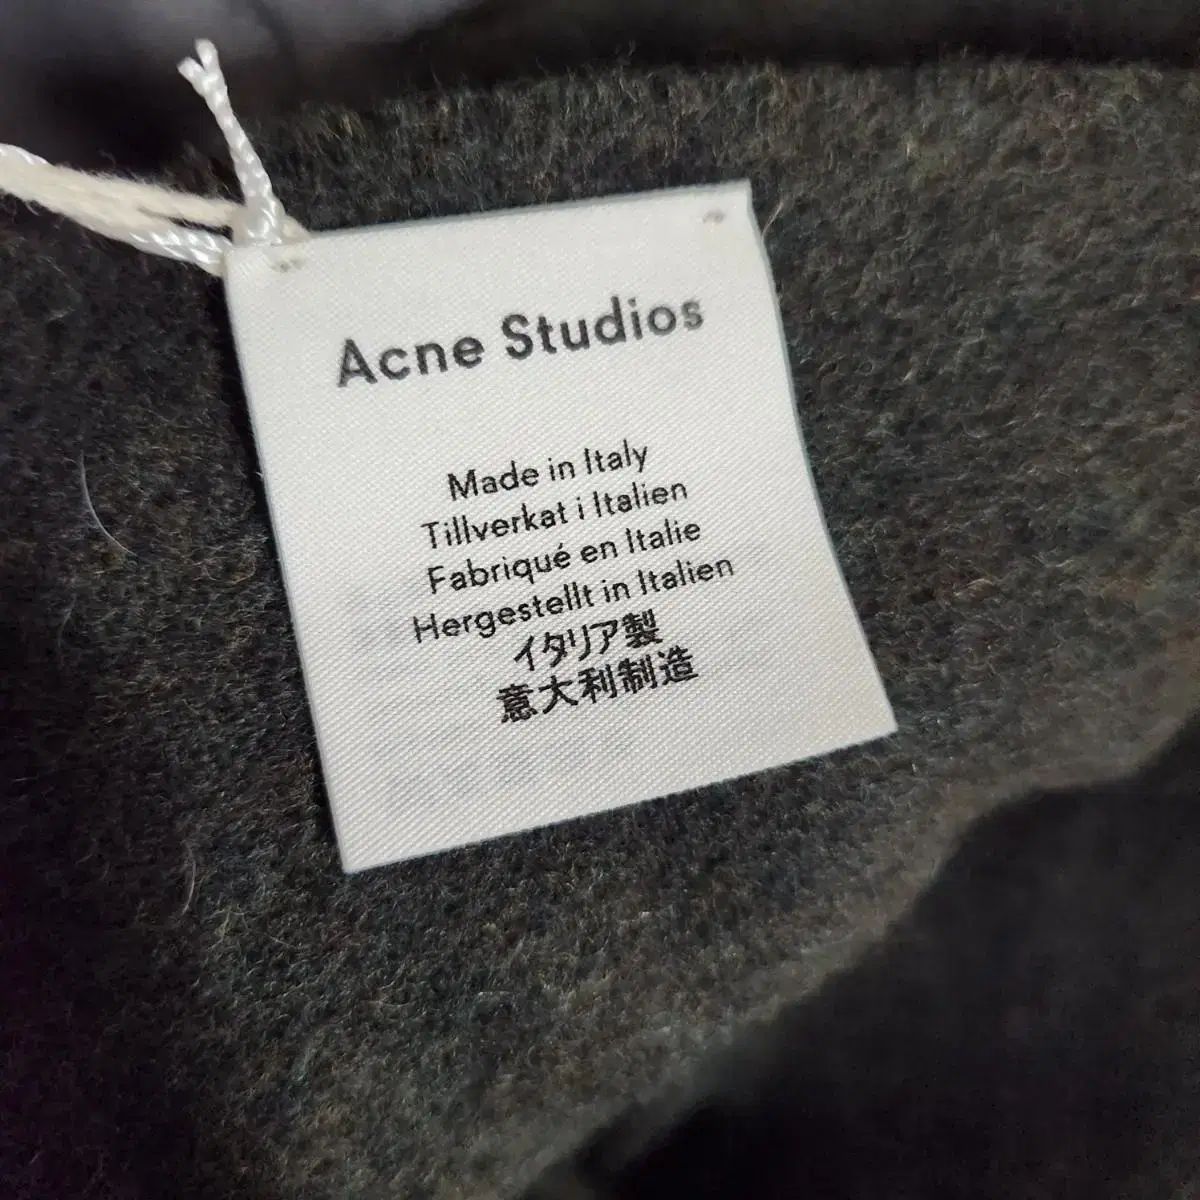 Acne Studios
Made in Italy
Tillverkat i Italien
Fabriqué en Italie
Hergestellt in Italien
イタリア製
意大利制造